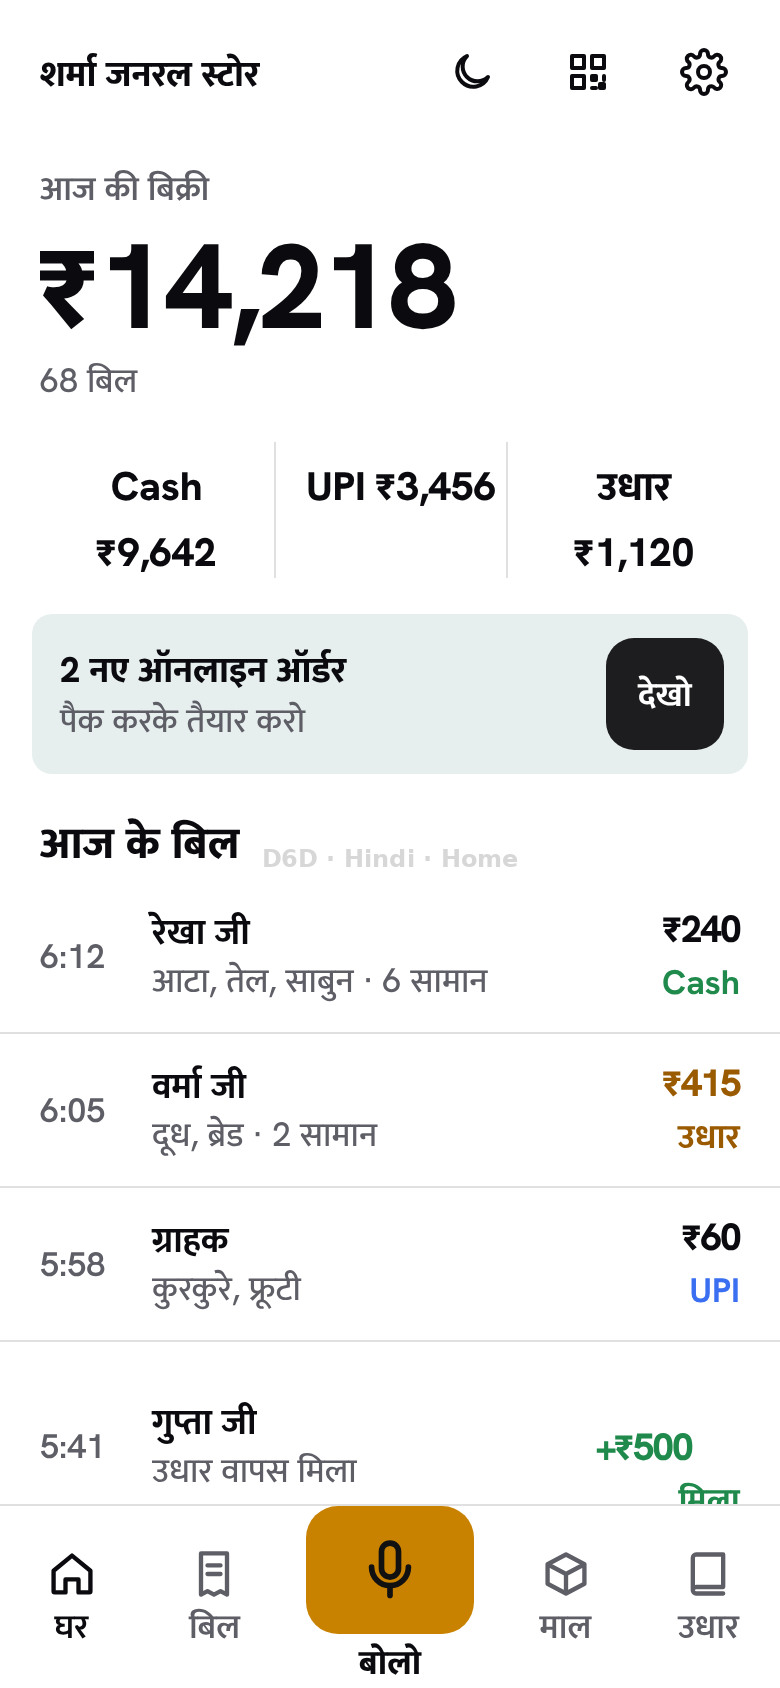 शर्मा जनरल स्टोर
आज की बिक्री
₹14,218
68 बिल
Cash
₹9,642
UPI ₹3,456
उधार
₹1,120
2 नए ऑनलाइन ऑर्डर
पैक करके तैयार करो
देखो
आज के बिल
D6D · Hindi · Home
6:12
रेखा जी
आटा, तेल, साबुन · 6 सामान
₹240
Cash
6:05
वर्मा जी
दूध, ब्रेड · 2 सामान
₹415
उधार
5:58
ग्राहक
कुरकुरे, फ्रूटी
₹60
UPI
5:41
गुप्ता जी
उधार वापस मिला
+₹500
मिला
घर
बिल
बोलो
माल
उधार